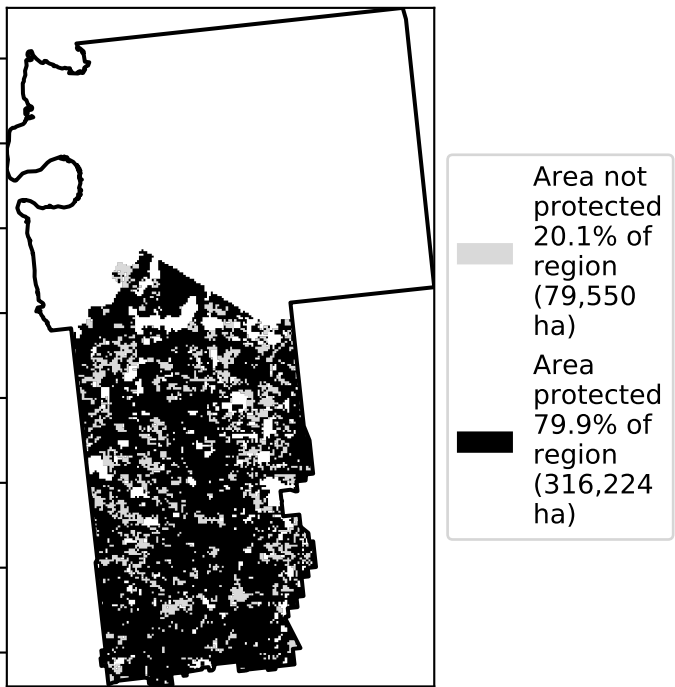 Area not
protected
20.1% of
region
(79,550
ha)
Area
protected
79.9% of
region
(316,224
ha)